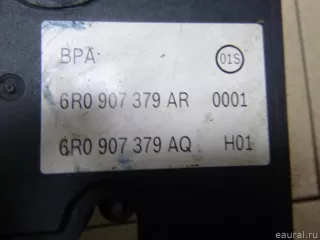 BPA 01S
6R0 907 379 AR 0001
6R0 907 379 AQ H01
© eaural.ru